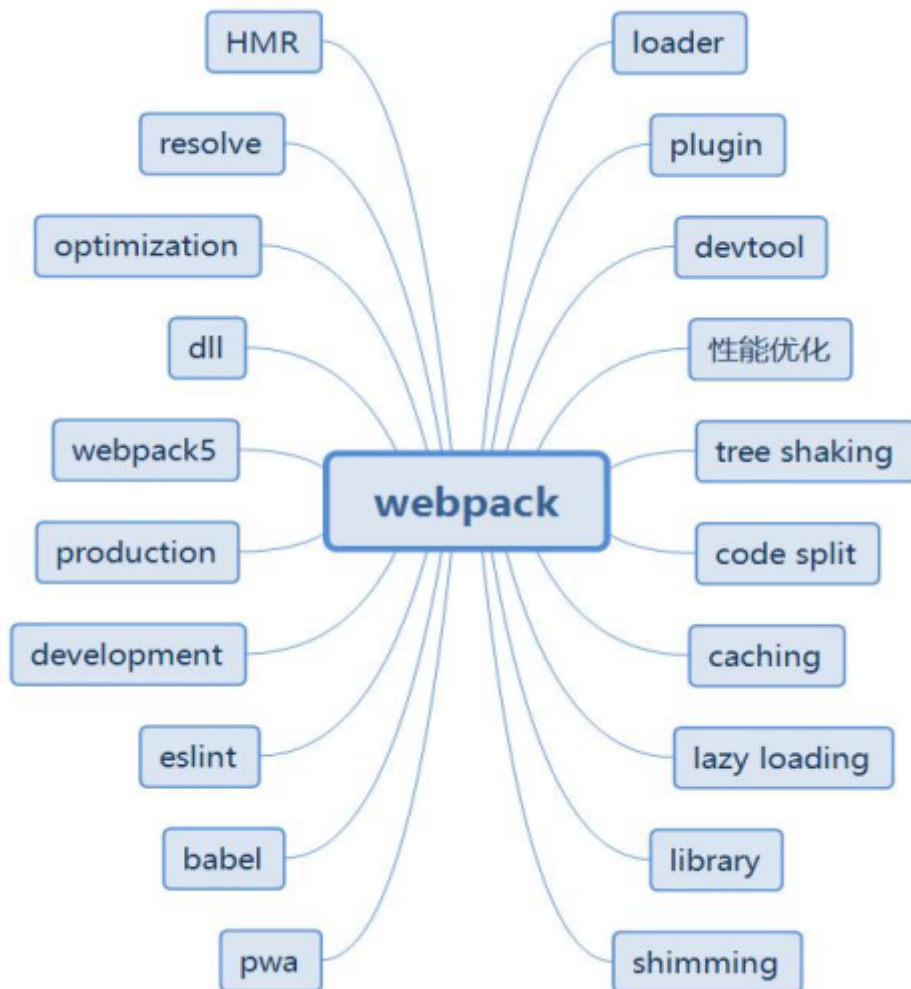 HMR
loader
resolve
plugin
optimization
devtool
dll
性能优化
webpack5
tree shaking
webpack
production
code split
development
caching
eslint
lazy loading
babel
library
pwa
shimming